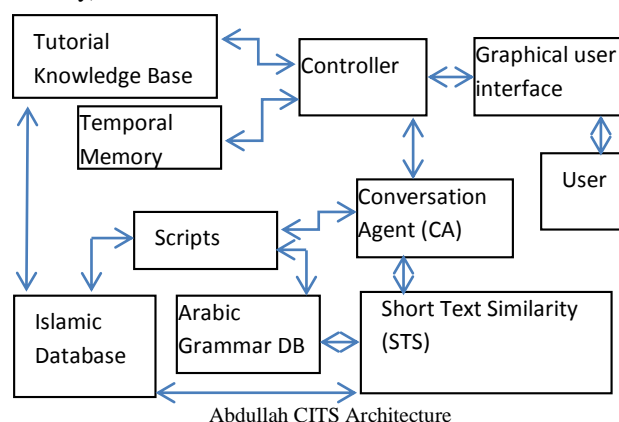 Tutorial
Knowledge Base
Controller
Graphical user
interface
Temporal
Memory
User
Conversation
Agent (CA)
Scripts
Islamic
Database
Arabic
Grammar DB
Short Text Similarity
(STS)
Abdullah CITS Architecture